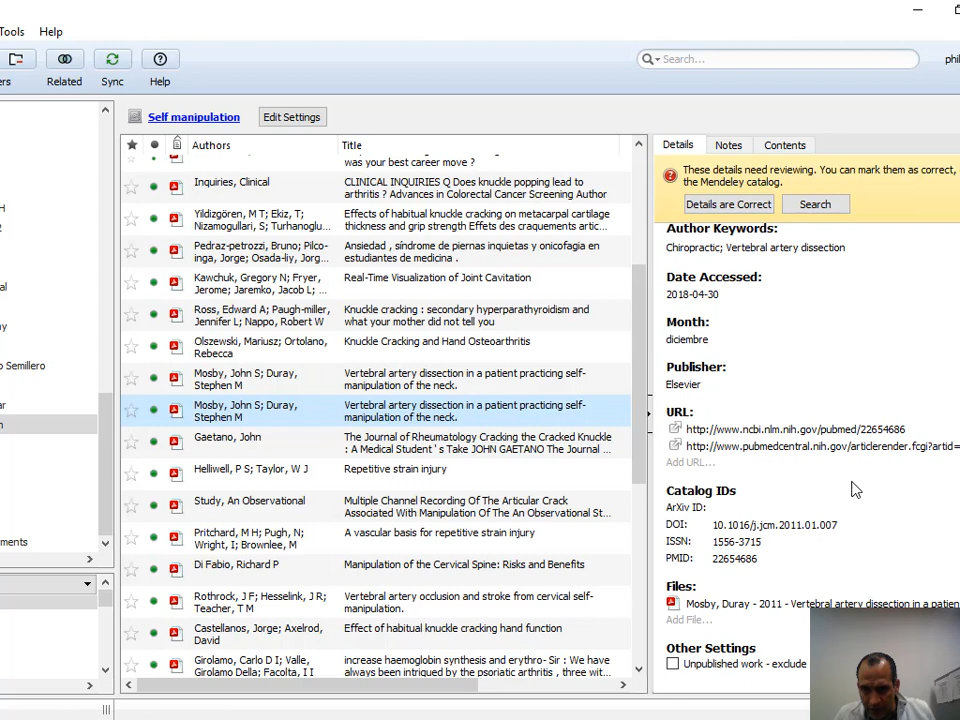 Tools Help
ers Related Sync Help
Search...
phil
Self manipulation Edit Settings
Authors Title
was your best career move ?
Inquiries, Clinical
CLINICAL INQUIRIES Q Does knuckle popping lead to
arthritis ? Advances in Colorectal Cancer Screening Author
Yildizgören, M T; Ekiz, T;
Nizamogullari, S; Turhanoglu...
Effects of habitual knuckle cracking on metacarpal cartilage
thickness and grip strength Effets des craquements artic...
Pedraz-petrozzi, Bruno; Pilco-
inga, Jorge; Osada-liy, Jorg...
Ansiedad , síndrome de piernas inquietas y onicofagia en
estudiantes de medicina .
Kawchuk, Gregory N; Fryer,
Jerome; Jaremko, Jacob L; ...
Real-Time Visualization of Joint Cavitation
Ross, Edward A; Paugh-miller,
Jennifer L; Nappo, Robert W
Knuckle cracking : secondary hyperparathyroidism and
what your mother did not tell you
Olszewski, Mariusz; Ortolano,
Rebecca
Knuckle Cracking and Hand Osteoarthritis
Mosby, John S; Duray,
Stephen M
Vertebral artery dissection in a patient practicing self-
manipulation of the neck.
Mosby, John S; Duray,
Stephen M
Vertebral artery dissection in a patient practicing self-
manipulation of the neck.
Gaetano, John
The Journal of Rheumatology Cracking the Cracked Knuckle
: A Medical Student ' s Take JOHN GAETANO The Journal ...
Helliwell, P S; Taylor, W J
Repetitive strain injury
Study, An Observational
Multiple Channel Recording Of The Articular Crack
Associated With Manipulation Of The An Observational St...
Pritchard, M H; Pugh, N;
Wright, I; Brownlee, M
A vascular basis for repetitive strain injury
Di Fabio, Richard P
Manipulation of the Cervical Spine: Risks and Benefits
Rothrock, J F; Hesselink, J R;
Teacher, T M
Vertebral artery occlusion and stroke from cervical self-
manipulation.
Castellanos, Jorge; Axelrod,
David
Effect of habitual knuckle cracking hand function
Girolamo, Carlo D I; Valle,
Girolamo Della; Facolta, I I
increase haemoglobin synthesis and erythro- Sir : We have
always been intrigued by the psoriatic arthritis , three wit...
H
2
al
ny
o Semillero
ar
n
ments
Details Notes Contents
These details need reviewing. You can mark them as correct,
the Mendeley catalog.
Details are Correct Search
Author Keywords:
Chiropractic; Vertebral artery dissection
Date Accessed:
2018-04-30
Month:
diciembre
Publisher:
Elsevier
URL:
http://www.ncbi.nlm.nih.gov/pubmed/22654686
http://www.pubmedcentral.nih.gov/articlerender.fcgi?artid=
Add URL...
Catalog IDs
ArXiv ID:
DOI: 10.1016/j.jcm.2011.01.007
ISSN: 1556-3715
PMID: 22654686
Files:
Mosby, Duray - 2011 - Vertebral artery dissection in a patien
Add File...
Other Settings
Unpublished work - exclude